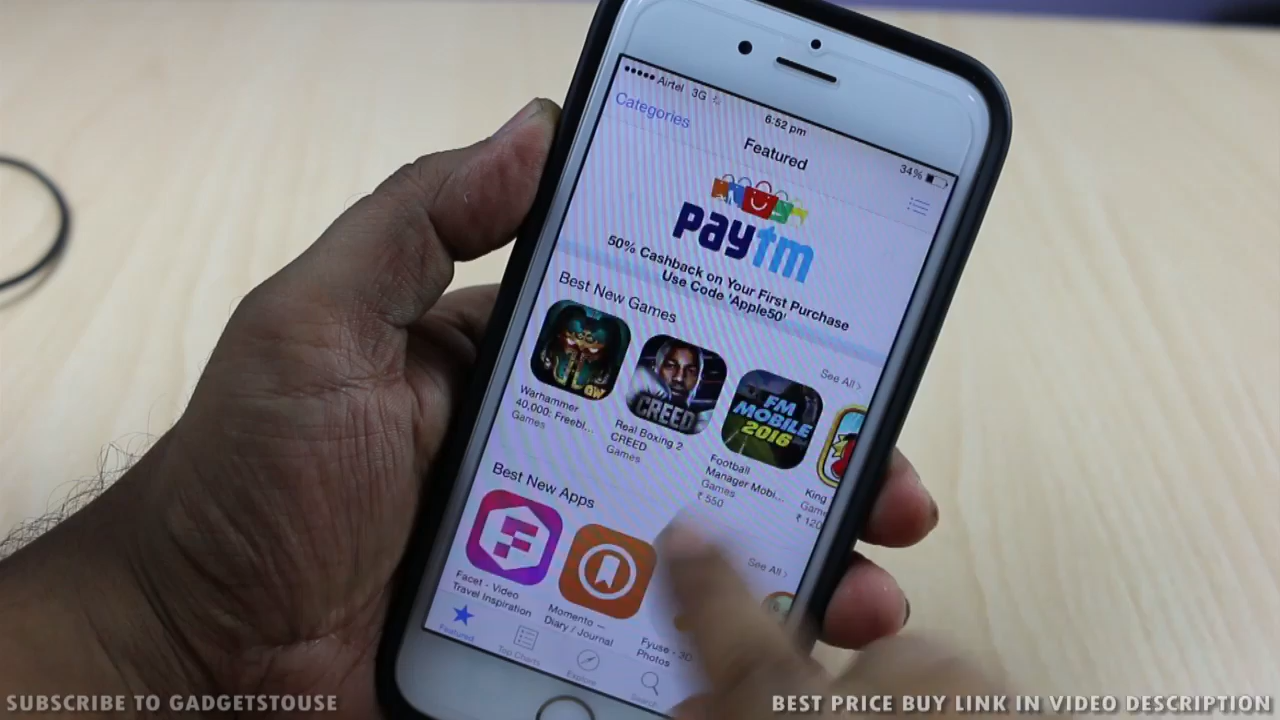 Airtel 3G
6:52 pm
34%
Categories
Featured
paytm
50% Cashback on Your First Purchase
Use Code 'Apple50'
Best New Games
See All >
GW
CREED
FM
MOBILE
2016
Warhammer
40,000: Freebl...
Games
Real Boxing 2
CREED
Games
Football
Manager Mobi...
Games
₹ 550
King
Gam
₹ 120
Best New Apps
See All >
Facet - Video
Travel Inspiration
Momento –
Diary / Journal
Fyuse - 3D
Photos
Featured
Top Charts
Explore
Search
SUBSCRIBE TO GADGETSTOUSE
BEST PRICE BUY LINK IN VIDEO DESCRIPTION